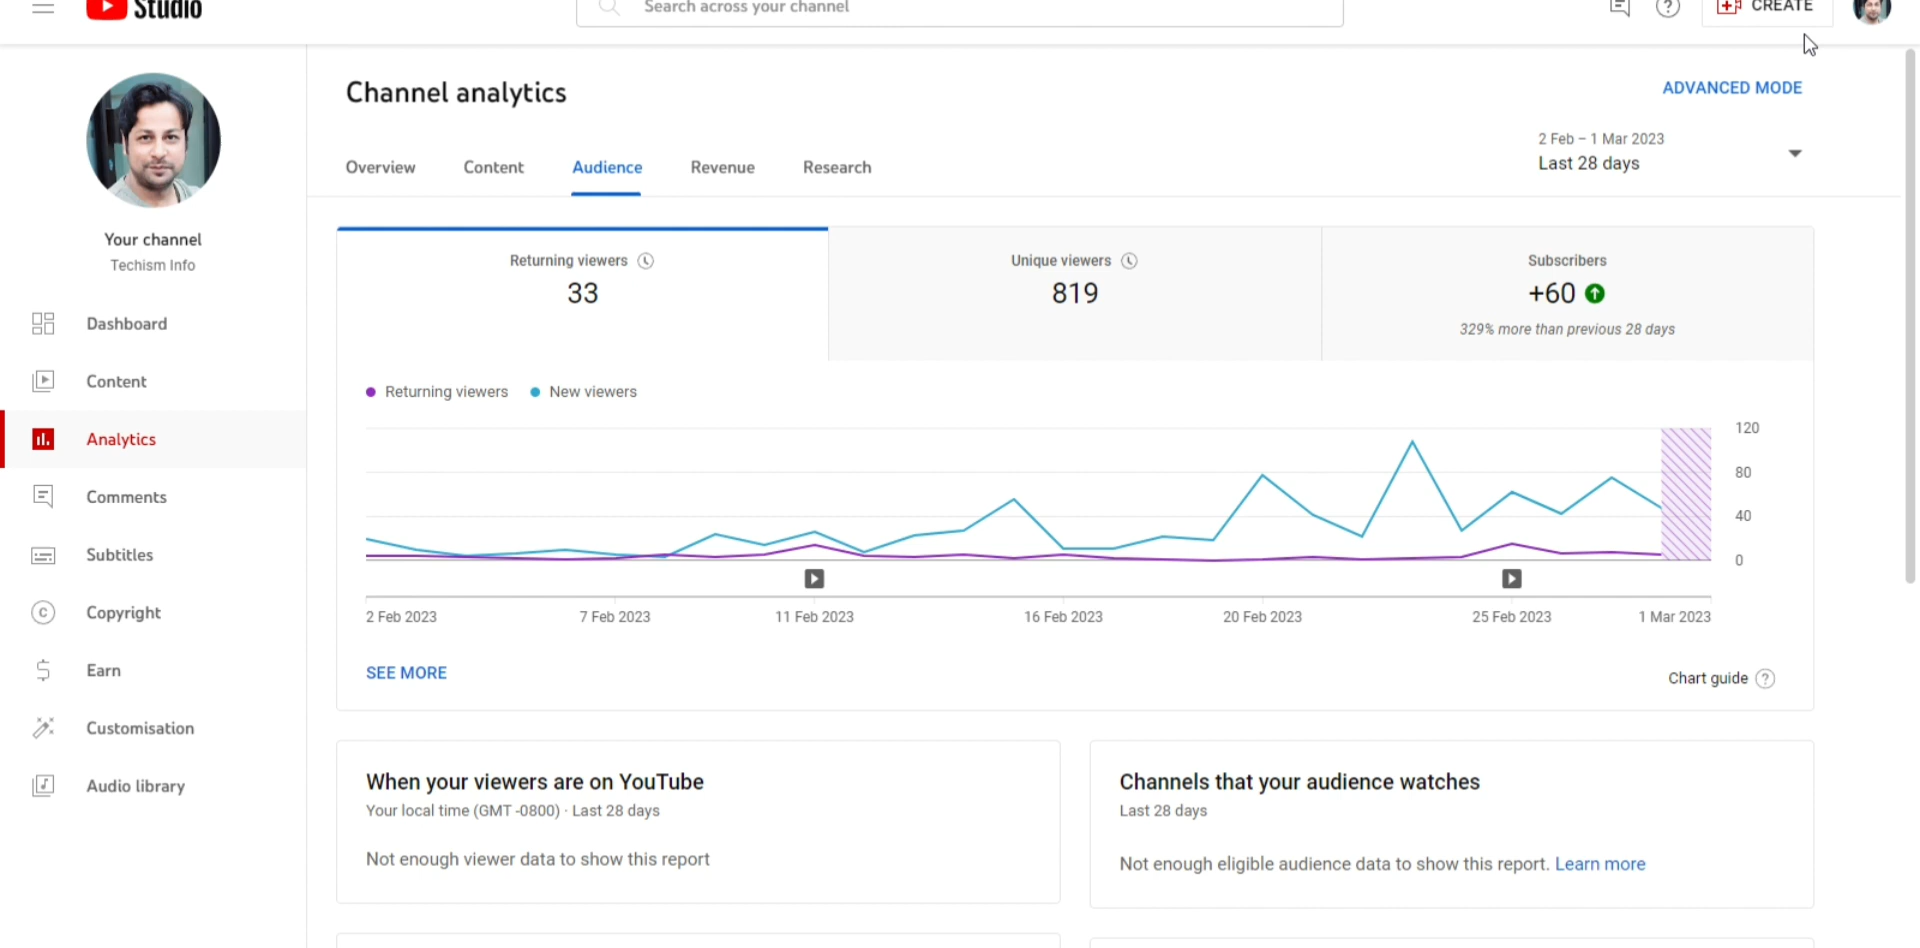 Studio
Search across your channel
CREATE
Channel analytics
ADVANCED MODE
2 Feb – 1 Mar 2023
Last 28 days
Overview
Content
Audience
Revenue
Research
Your channel
Techism Info
Dashboard
Content
Analytics
Comments
Subtitles
Copyright
Earn
Customisation
Audio library
Returning viewers
33
Unique viewers
819
Subscribers
+60
329% more than previous 28 days
Returning viewers
New viewers
120
80
40
0
2 Feb 2023
7 Feb 2023
11 Feb 2023
16 Feb 2023
20 Feb 2023
25 Feb 2023
1 Mar 2023
SEE MORE
Chart guide
When your viewers are on YouTube
Your local time (GMT -0800) · Last 28 days
Not enough viewer data to show this report
Channels that your audience watches
Last 28 days
Not enough eligible audience data to show this report. Learn more